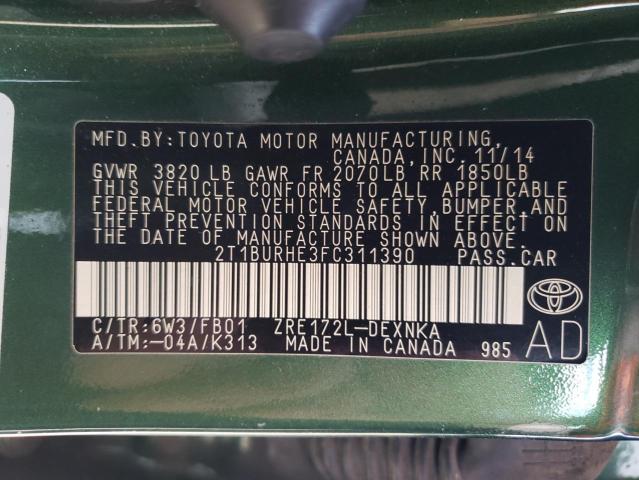 MFD. BY: TOYOTA MOTOR MANUFACTURING,
CANADA, INC. 11/14
GVWR 3820 LB GAWR FR 2070LB RR 1850LB
THIS VEHICLE CONFORMS TO ALL APPLICABLE
FEDERAL MOTOR VEHICLE SAFETY, BUMPER, AND
THEFT PREVENTION STANDARDS IN EFFECT ON
THE DATE OF MANUFACTURE SHOWN ABOVE.
2T1BURHE3FC311390 PASS. CAR
C/TR: 6W3/FB01 ZRE172L-DEXNKA
A/TM: -04A/K313 MADE IN CANADA 985
AD